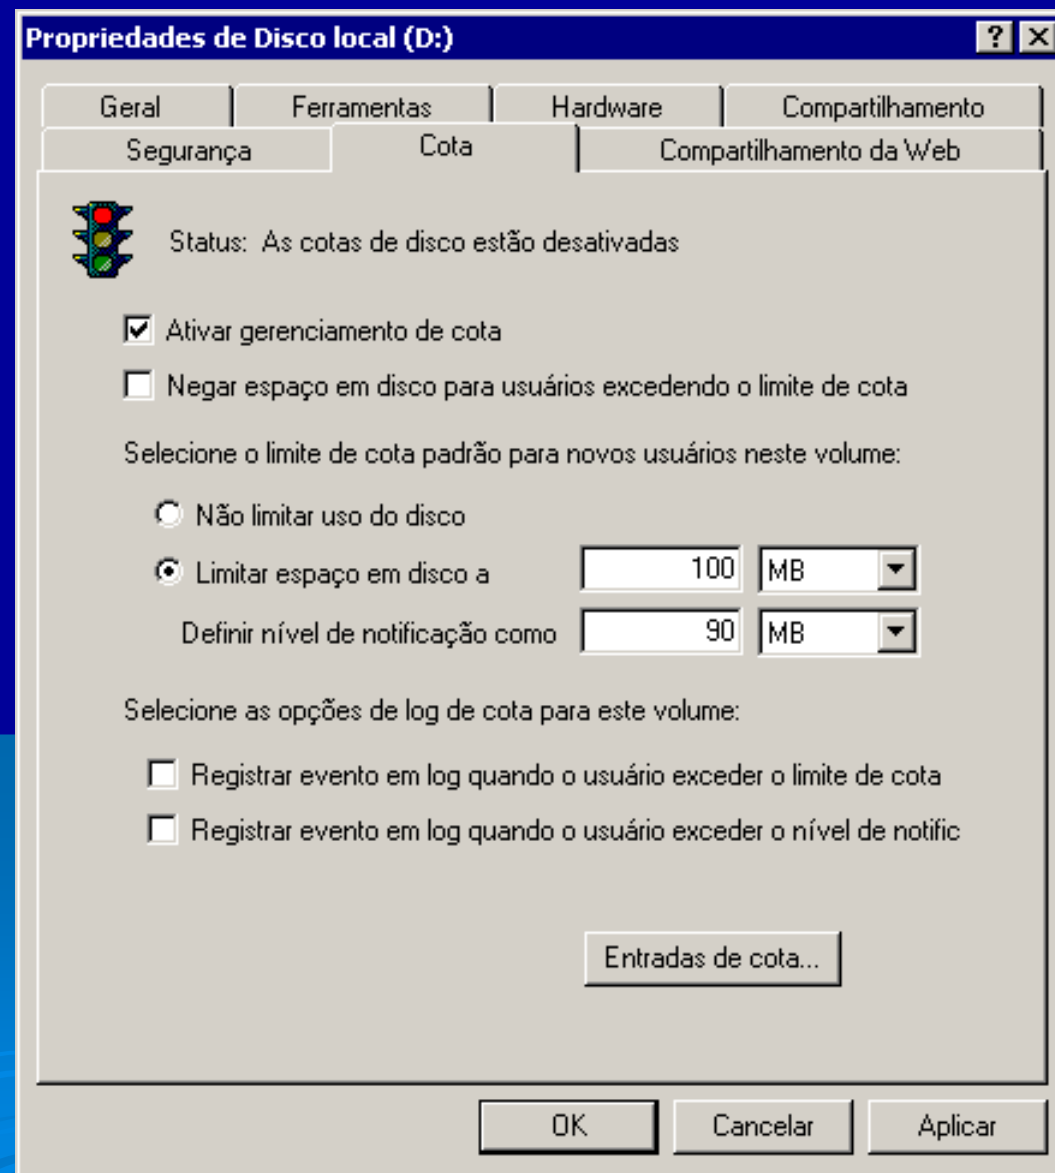 Propriedades de Disco local (D:)
Geral Ferramentas Hardware Compartilhamento
Segurança Cota Compartilhamento da Web
Status: As cotas de disco estão desativadas
Ativar gerenciamento de cota
Negar espaço em disco para usuários excedendo o limite de cota
Selecione o limite de cota padrão para novos usuários neste volume:
Não limitar uso do disco
Limitar espaço em disco a 100 MB
Definir nível de notificação como 90 MB
Selecione as opções de log de cota para este volume:
Registrar evento em log quando o usuário exceder o limite de cota
Registrar evento em log quando o usuário exceder o nível de notific
Entradas de cota...
OK Cancelar Aplicar